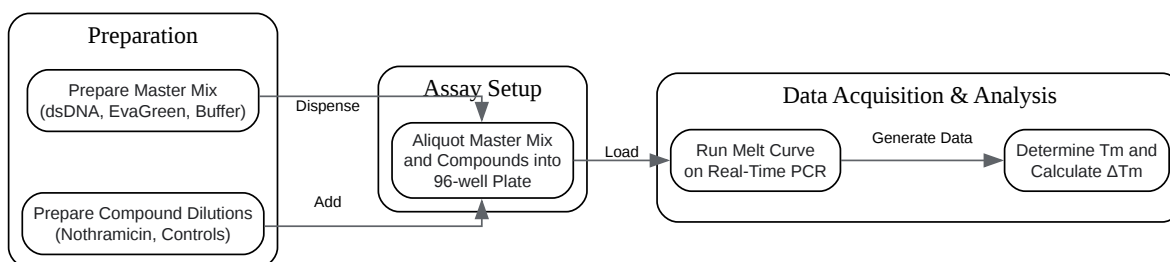 Preparation
Prepare Master Mix
(dsDNA, EvaGreen, Buffer)
Prepare Compound Dilutions
(Nothramicin, Controls)
Dispense
Add
Assay Setup
Aliquot Master Mix
and Compounds into
96-well Plate
Load
Data Acquisition & Analysis
Run Melt Curve
on Real-Time PCR
Generate Data
Determine Tm and
Calculate ΔTm